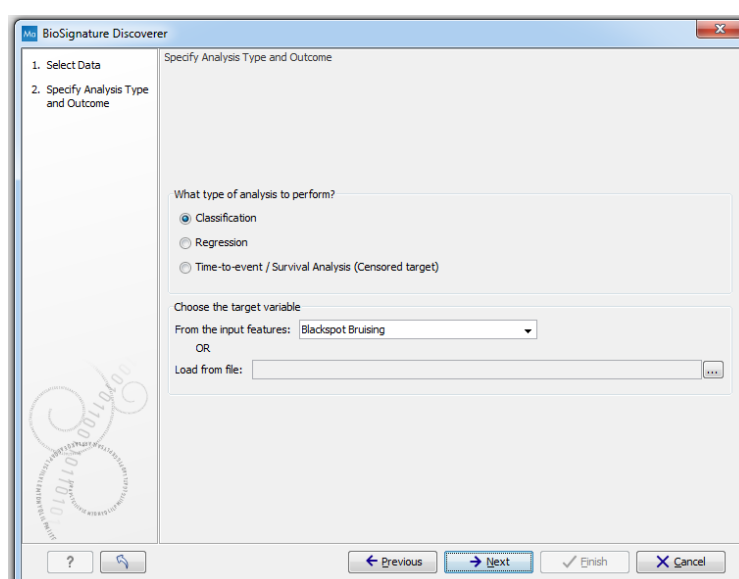 BioSignature Discoverer
1. Select Data
2. Specify Analysis Type
and Outcome
Specify Analysis Type and Outcome
What type of analysis to perform?
Classification
Regression
Time-to-event / Survival Analysis (Censored target)
Choose the target variable
From the input features: Blackspot Bruising
OR
Load from file: ...
? Previous Next Finish Cancel